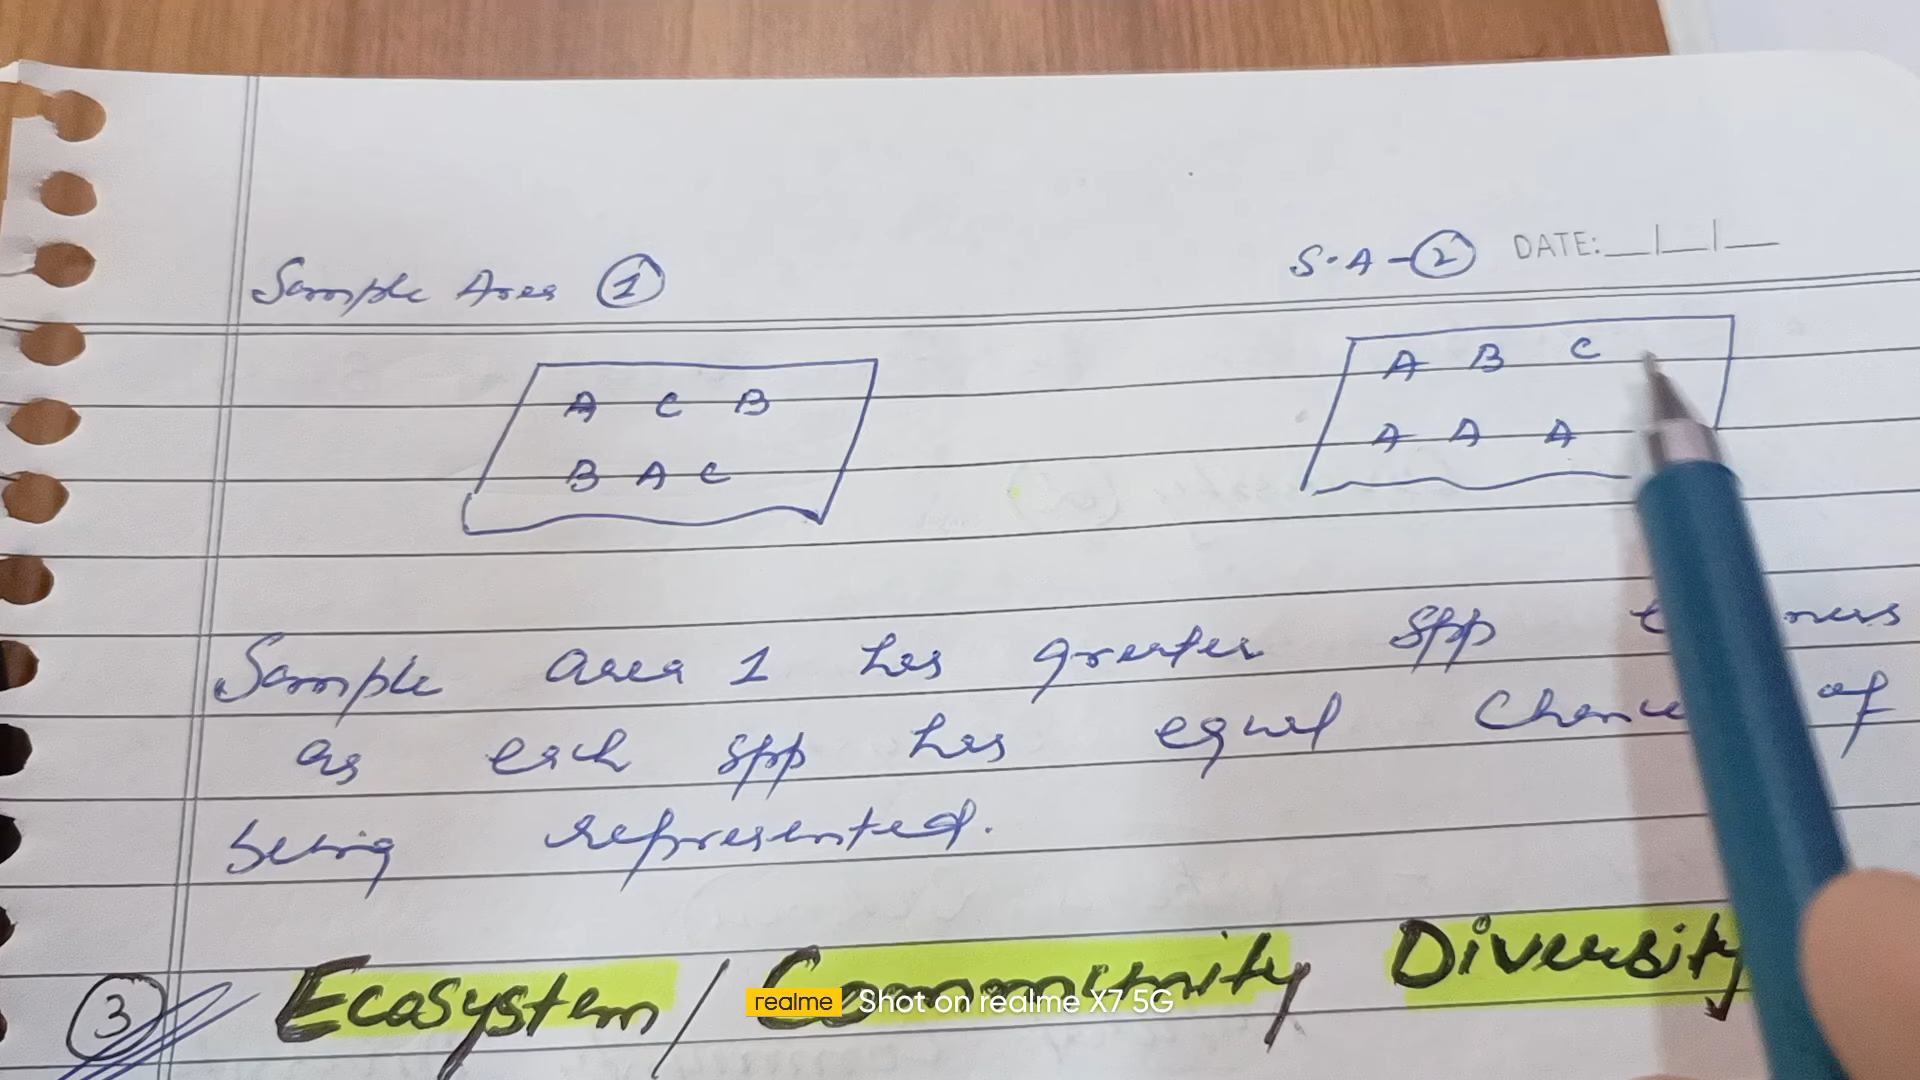 Sample Area ① S.A-② DATE:__|__|__
A C B
B A C
A B C
A A A
Sample area 1 has greater spp
as each spp has equal Chance of
being represented.
③ Ecosystem / Community Diversity
realme Shot on realme X7 5G